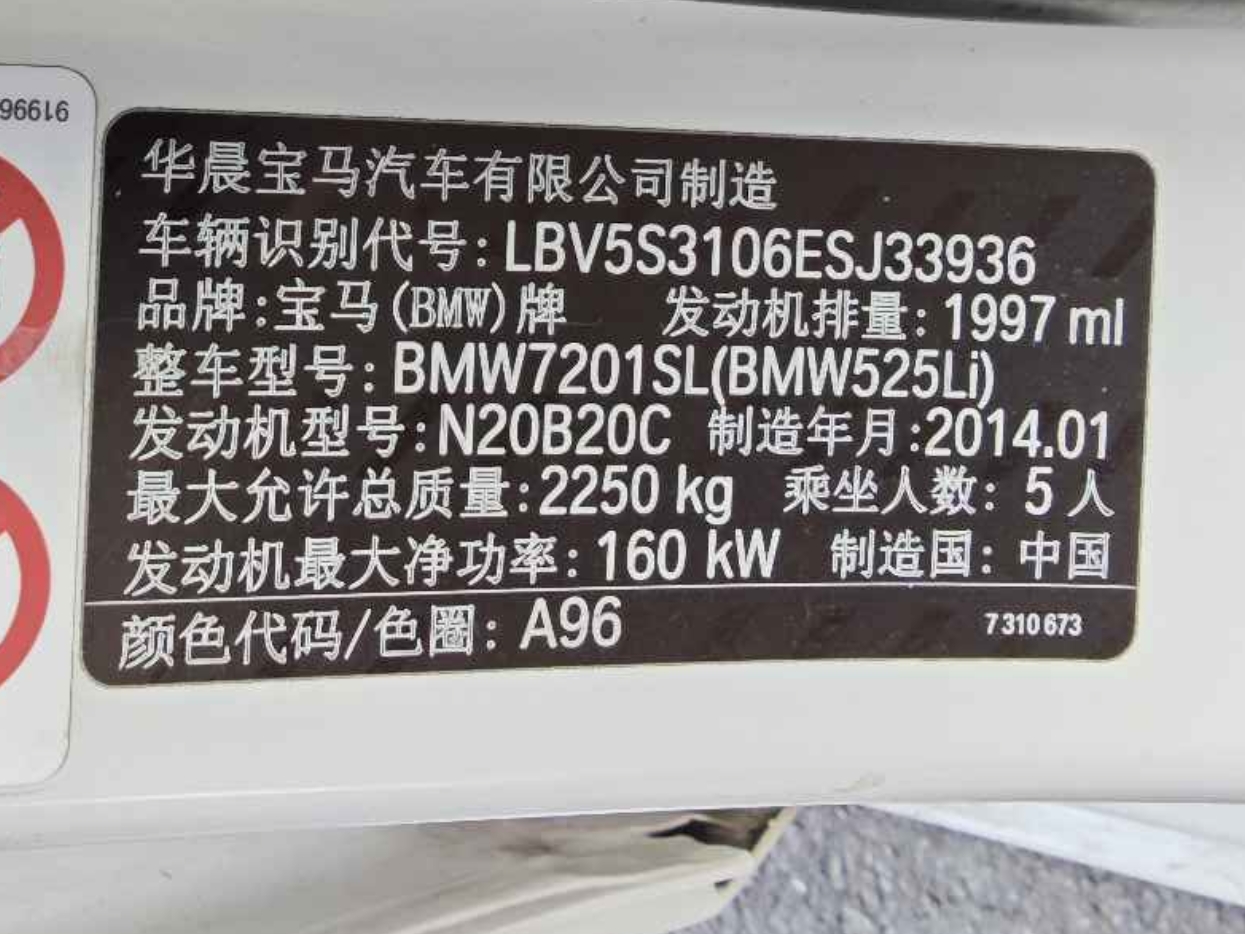 91996
华晨宝马汽车有限公司制造
车辆识别代号:LBV5S3106ESJ33936
品牌:宝马(BMW)牌 发动机排量:1997 ml
整车型号:BMW7201SL(BMW525Li)
发动机型号:N20B20C 制造年月:2014.01
最大允许总质量:2250 kg 乘坐人数: 5 人
发动机最大净功率:160 kW 制造国: 中国
颜色代码/色圈: A96 7 310 673